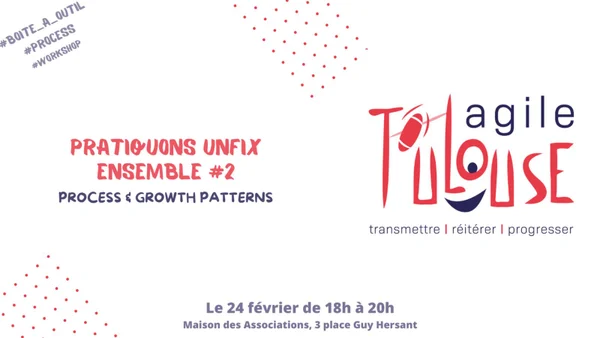 #BOITE_A_OUTIL
#PROCESS
#WORKSHOP
PRATIQUONS UNFIX
ENSEMBLE #2
PROCESS & GROWTH PATTERNS
agile
TOULOUSE
transmettre | réitérer | progresser
Le 24 février de 18h à 20h
Maison des Associations, 3 place Guy Hersant